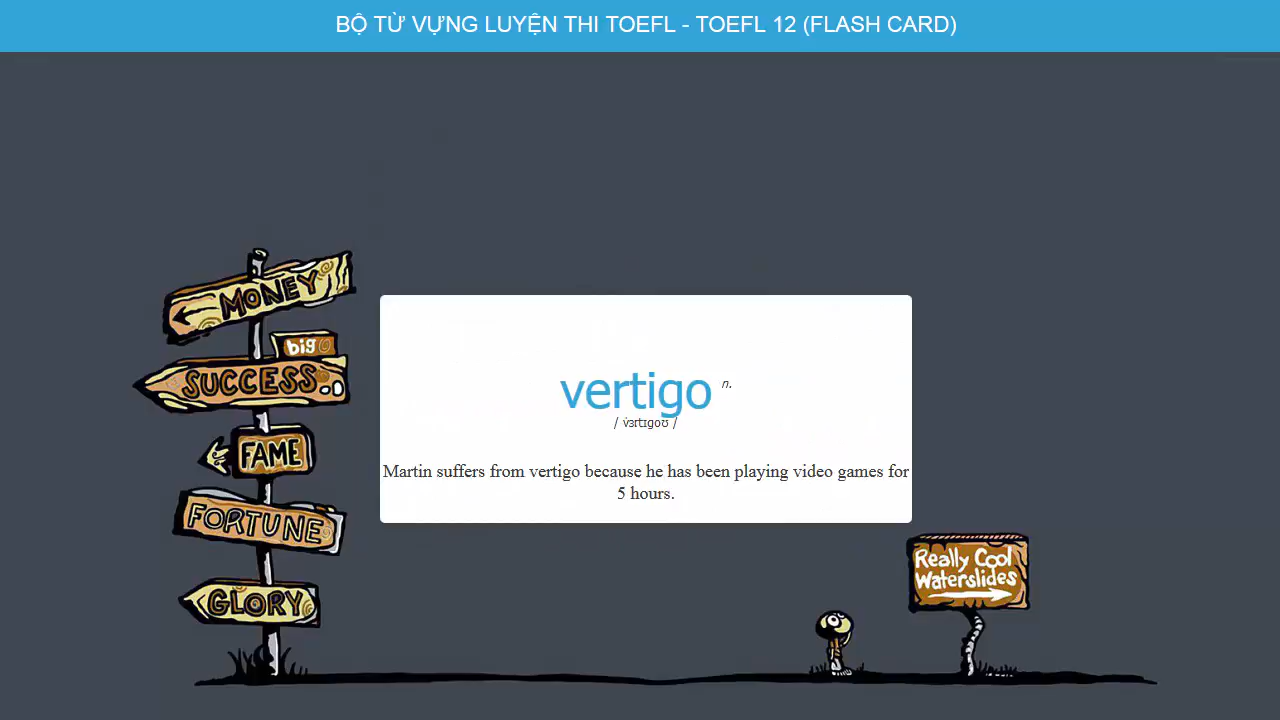 BỘ TỪ VỰNG LUYỆN THI TOEFL - TOEFL 12 (FLASH CARD)
MONEY
big
SUCCESS
FAME
FORTUNE
GLORY
vertigo n.
/ ˈvɜrtɪgoʊ /
Martin suffers from vertigo because he has been playing video games for
5 hours.
Really Cool
Waterslides